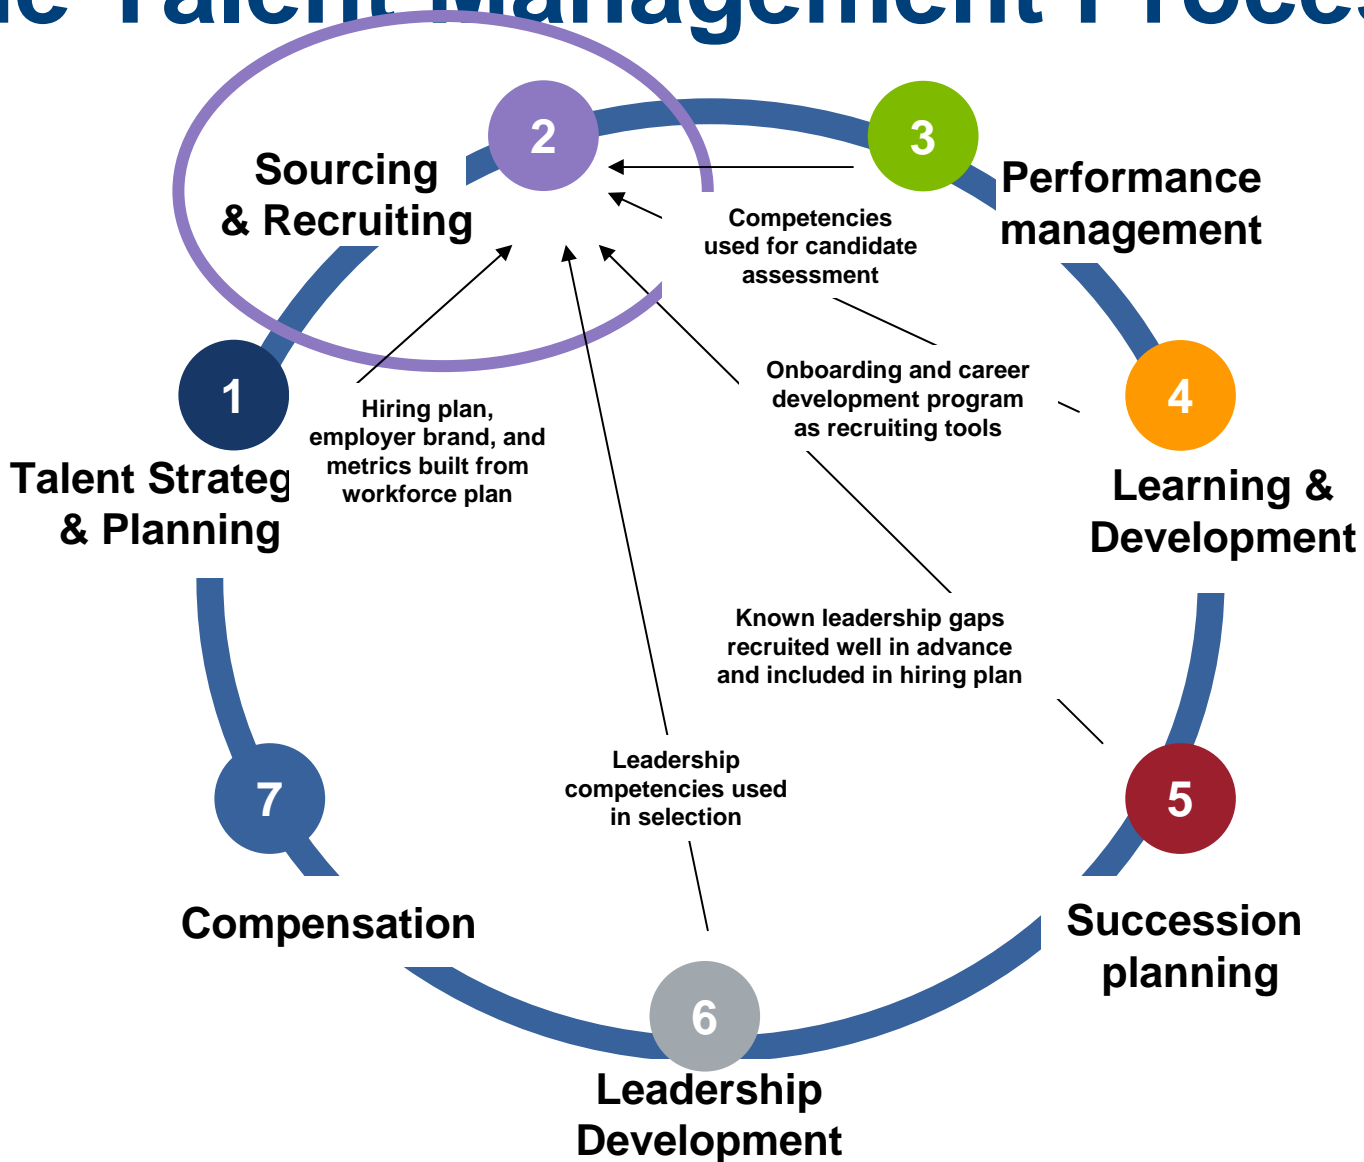 Talent Management
2
3
Sourcing
& Recruiting
Performance
management
Competencies
used for candidate
assessment
1
Talent Strateg
& Planning
Hiring plan,
employer brand, and
metrics built from
workforce plan
Onboarding and career
development program
as recruiting tools
4
Learning &
Development
Known leadership gaps
recruited well in advance
and included in hiring plan
Leadership
competencies used
in selection
7
Compensation
5
Succession
planning
6
Leadership
Development